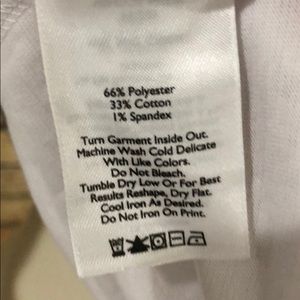 66% Polyester
33% Cotton
1% Spandex
Turn Garment Inside Out.
Machine Wash Cold Delicate
With Like Colors.
Do Not Bleach.
Tumble Dry Low Or For Best
Results Reshape, Dry Flat.
Cool Iron As Desired.
Do Not Iron On Print.